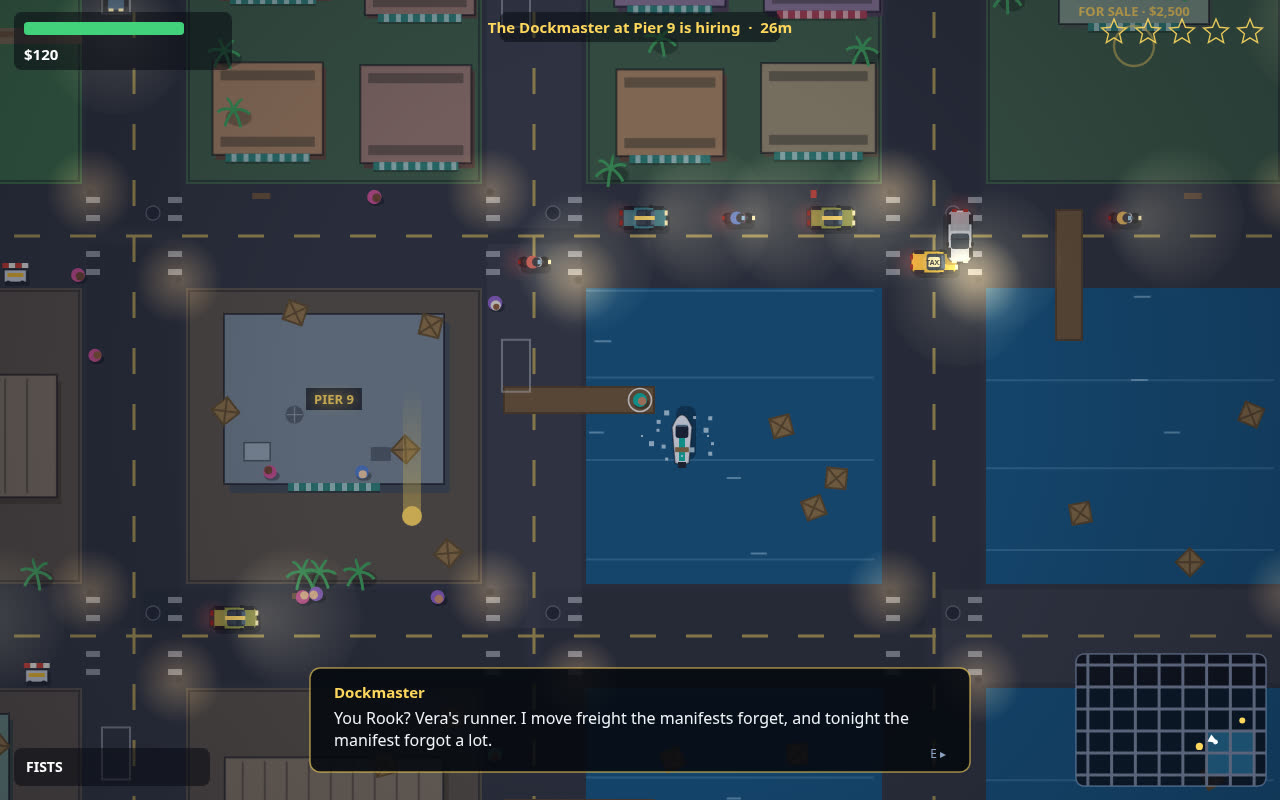 $120
The Dockmaster at Pier 9 is hiring · 26m
FOR SALE · $2,500
TAXI
PIER 9
Dockmaster
You Rook? Vera's runner. I move freight the manifests forget, and tonight the
manifest forgot a lot.
E ▸
FISTS